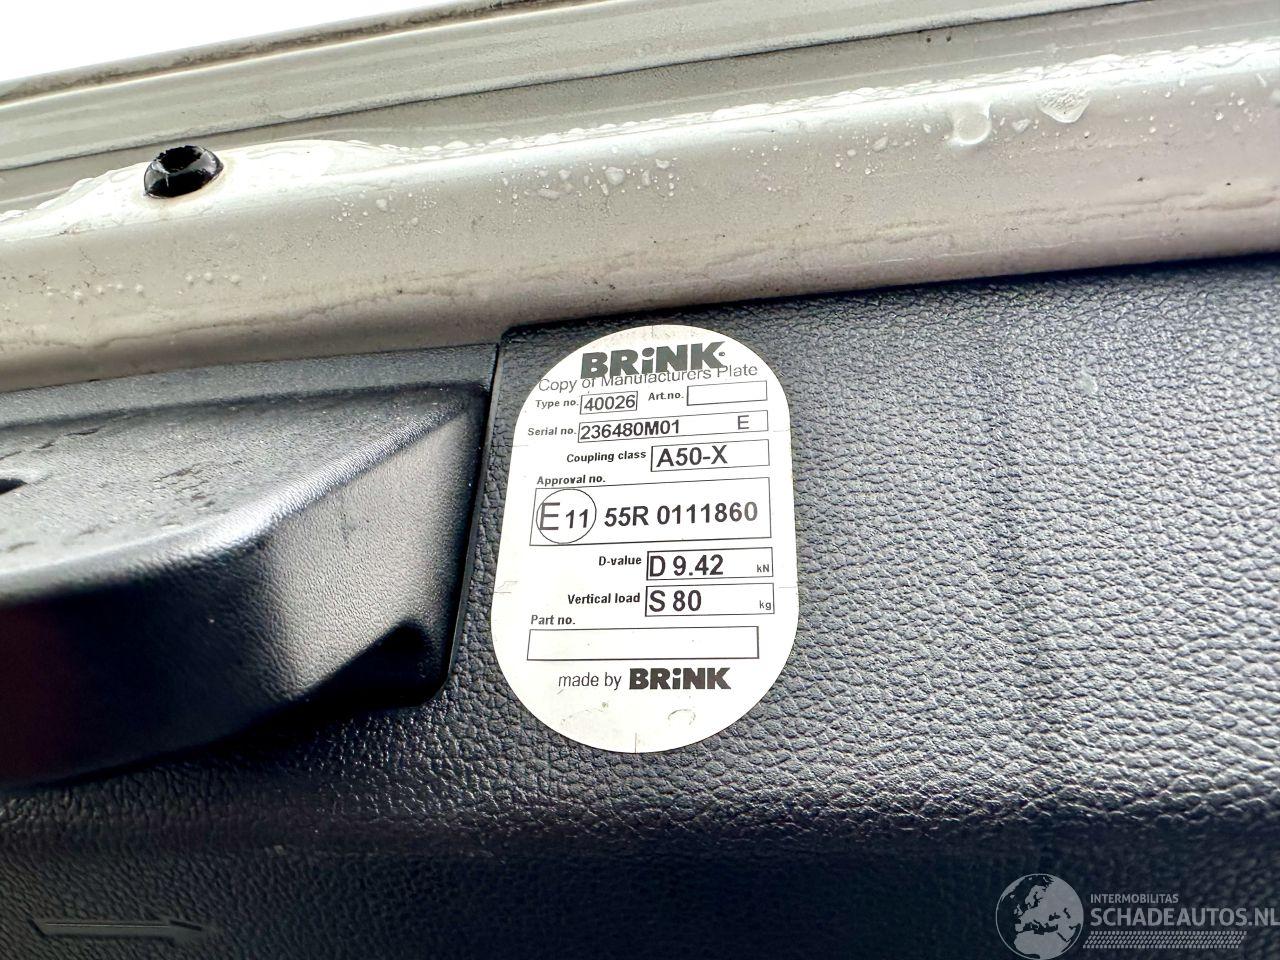 BRiNK
Copy of Manufacturers Plate
Type no. 40026 Art.no.
Serial no. 236480M01 E
Coupling class A50-X
Approval no.
E 11 55R 0111860
D-value D 9.42 kN
Vertical load S 80 kg
Part no.
made by BRiNK
INTERMOBILITAS
SCHADEAUTOS.NL